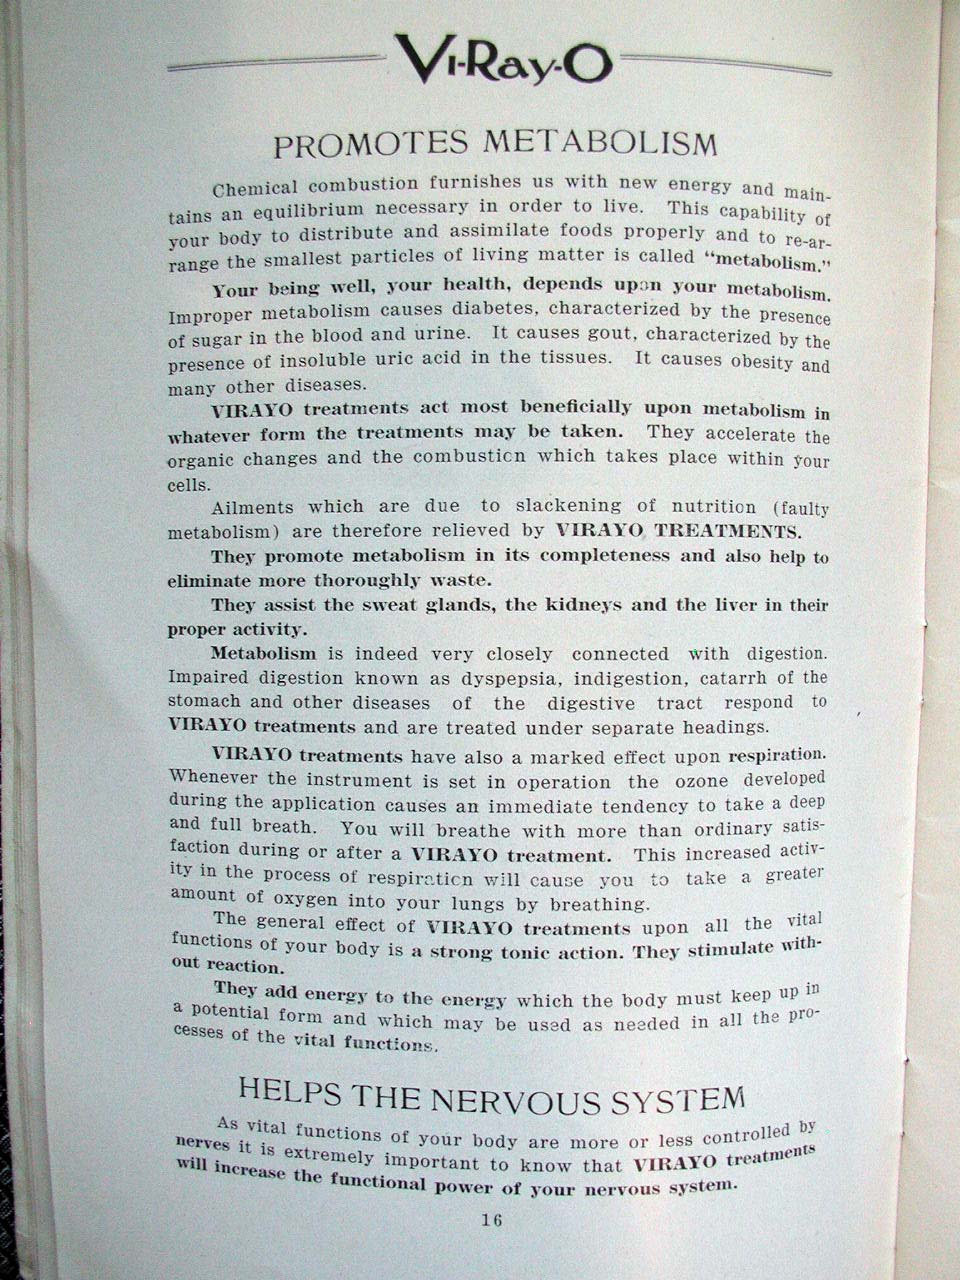 Vi-Ray-O
PROMOTES METABOLISM
Chemical combustion furnishes us with new energy and main-
tains an equilibrium necessary in order to live. This capability of
your body to distribute and assimilate foods properly and to re-ar-
range the smallest particles of living matter is called "metabolism."
Your being well, your health, depends upon your metabolism.
Improper metabolism causes diabetes, characterized by the presence
of sugar in the blood and urine. It causes gout, characterized by the
presence of insoluble uric acid in the tissues. It causes obesity and
many other diseases.
VIRAYO treatments act most beneficially upon metabolism in
whatever form the treatments may be taken. They accelerate the
organic changes and the combustion which takes place within your
cells.
Ailments which are due to slackening of nutrition (faulty
metabolism) are therefore relieved by VIRAYO TREATMENTS.
They promote metabolism in its completeness and also help to
eliminate more thoroughly waste.
They assist the sweat glands, the kidneys and the liver in their
proper activity.
Metabolism is indeed very closely connected with digestion.
Impaired digestion known as dyspepsia, indigestion, catarrh of the
stomach and other diseases of the digestive tract respond to
VIRAYO treatments and are treated under separate headings.
VIRAYO treatments have also a marked effect upon respiration.
Whenever the instrument is set in operation the ozone developed
during the application causes an immediate tendency to take a deep
and full breath. You will breathe with more than ordinary satis-
faction during or after a VIRAYO treatment. This increased activ-
ity in the process of respiration will cause you to take a greater
amount of oxygen into your lungs by breathing.
The general effect of VIRAYO treatments upon all the vital
functions of your body is a strong tonic action. They stimulate with-
out reaction.
They add energy to the energy which the body must keep up in
a potential form and which may be used as needed in all the pro-
cesses of the vital functions.
HELPS THE NERVOUS SYSTEM
As vital functions of your body are more or less controlled by
nerves it is extremely important to know that VIRAYO treatments
will increase the functional power of your nervous system.
16